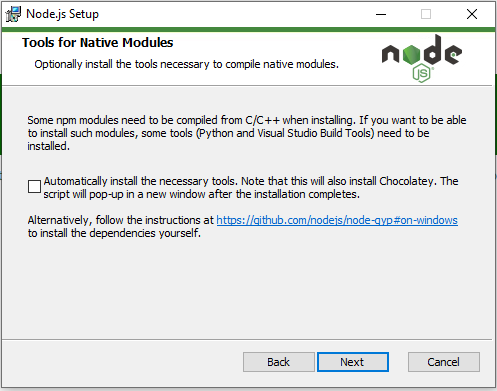 Node.js Setup
Tools for Native Modules
Optionally install the tools necessary to compile native modules.
node
JS
Some npm modules need to be compiled from C/C++ when installing. If you want to be able
to install such modules, some tools (Python and Visual Studio Build Tools) need to be
installed.
Automatically install the necessary tools. Note that this will also install Chocolatey. The
script will pop-up in a new window after the installation completes.
Alternatively, follow the instructions at https://github.com/nodejs/node-gyp#on-windows
to install the dependencies yourself.
Back
Next
Cancel